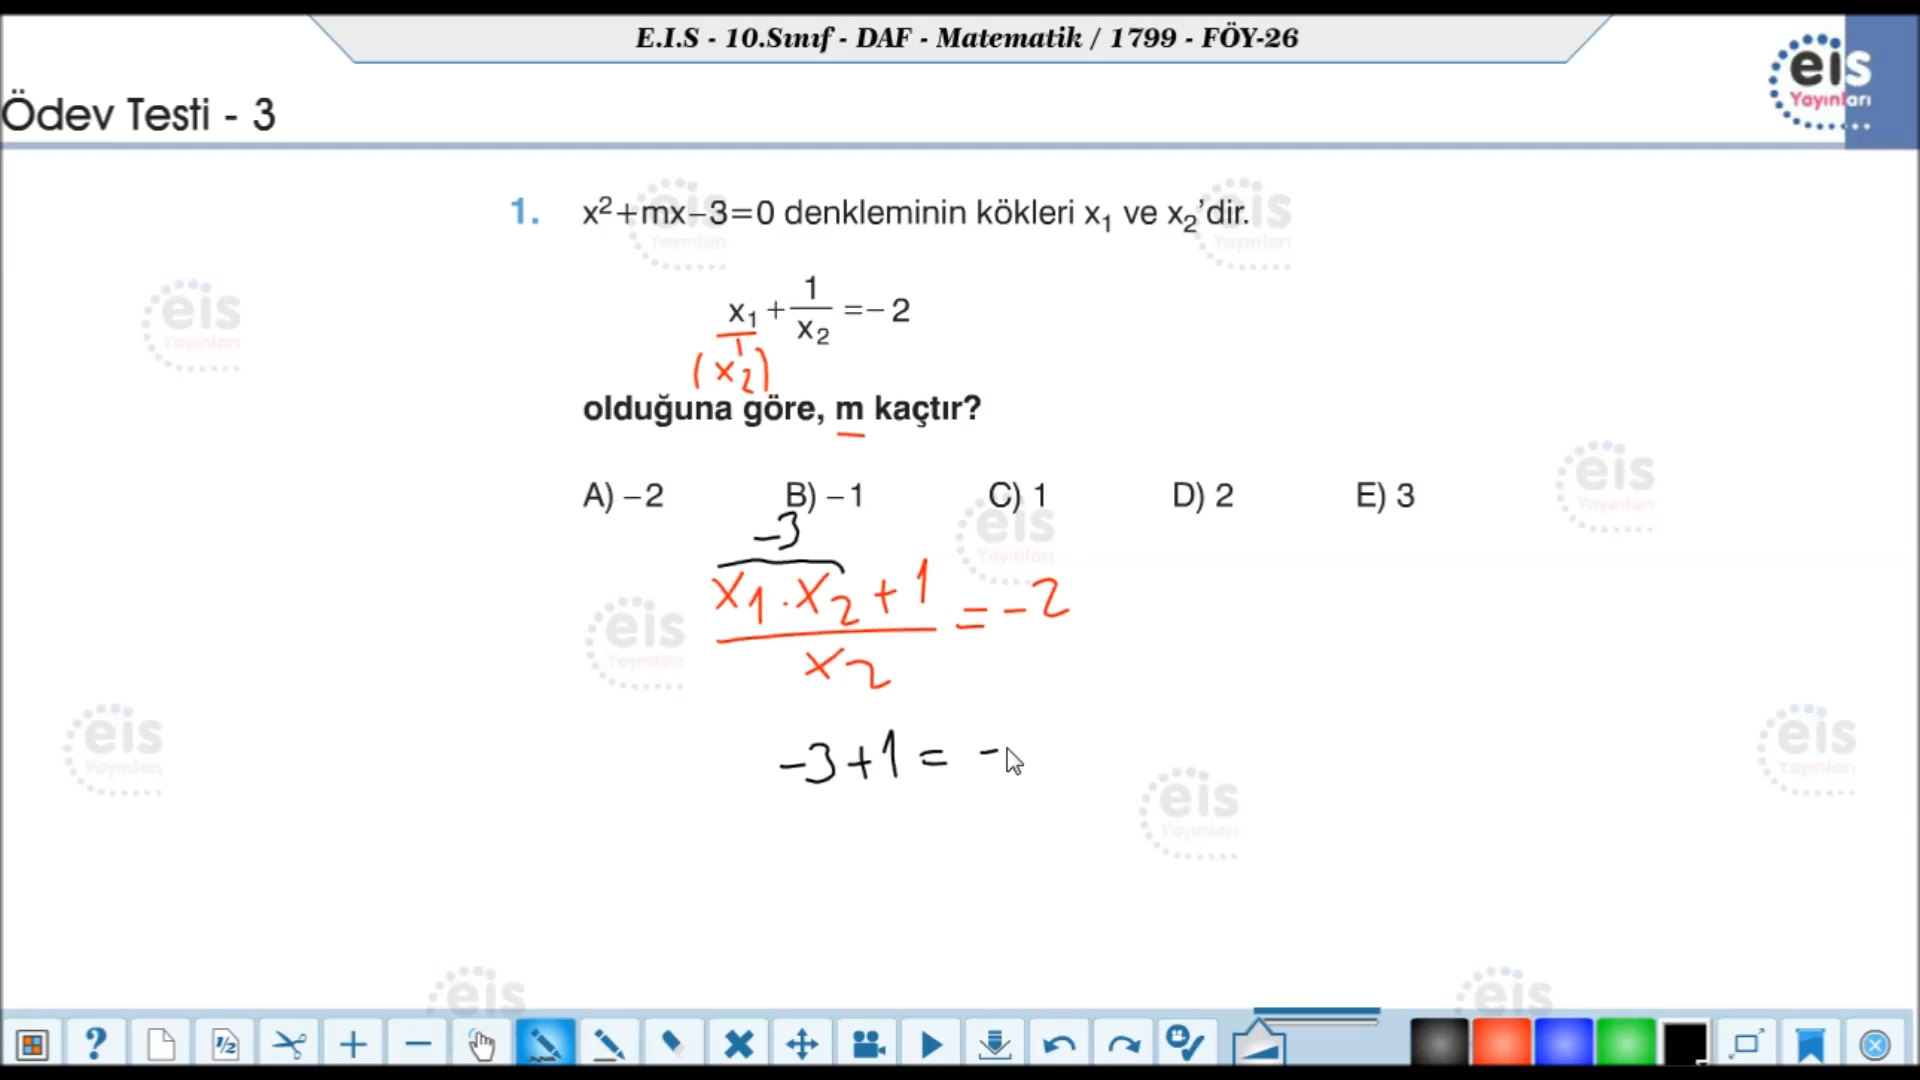 E.I.S - 10.Sınıf - DAF - Matematik / 1799 - FÖY-26
eis
Yayınları
Ödev Testi - 3
1. x²+mx−3=0 denkleminin kökleri x₁ ve x₂'dir.
x₁ + 1/x₂ = −2
(x₂)
olduğuna göre, m kaçtır?
A) −2 B) −1 C) 1 D) 2 E) 3
−3
x₁ . x₂ + 1 = −2
x₂
−3+1 = −